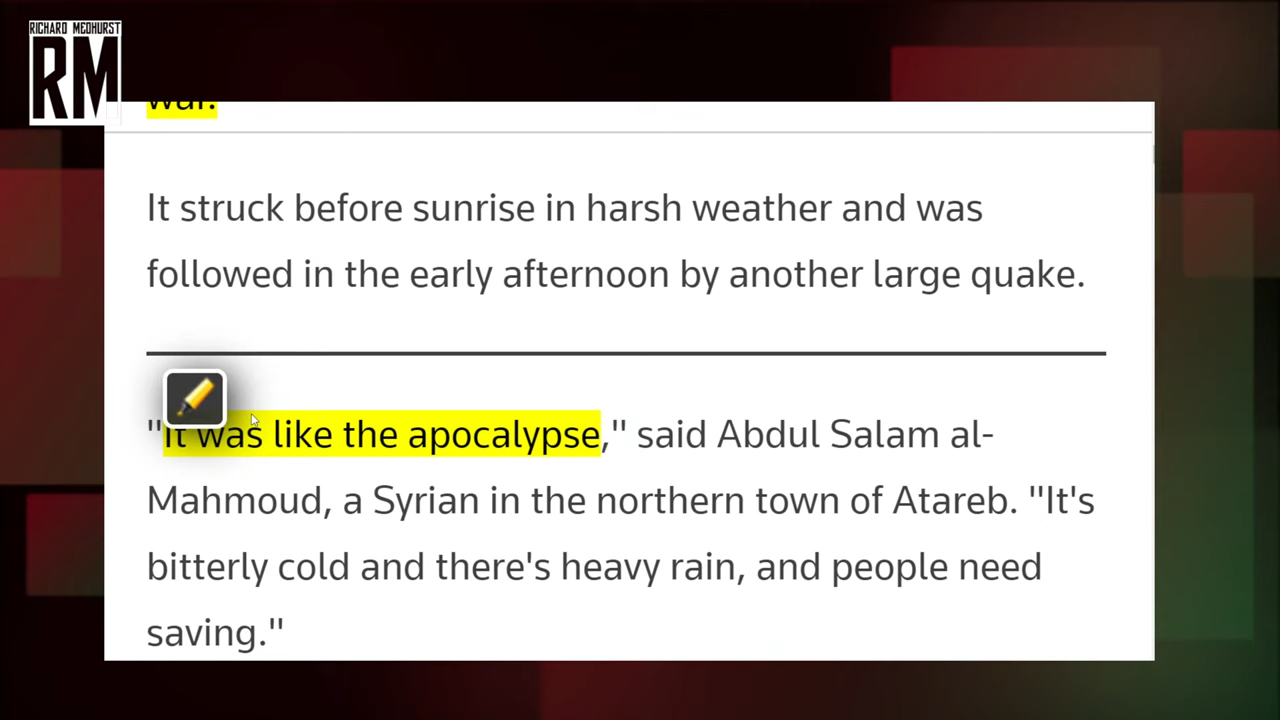 RICHARD MEDHURST
RM
war.
It struck before sunrise in harsh weather and was
followed in the early afternoon by another large quake.
"It was like the apocalypse," said Abdul Salam al-
Mahmoud, a Syrian in the northern town of Atareb. "It's
bitterly cold and there's heavy rain, and people need
saving."